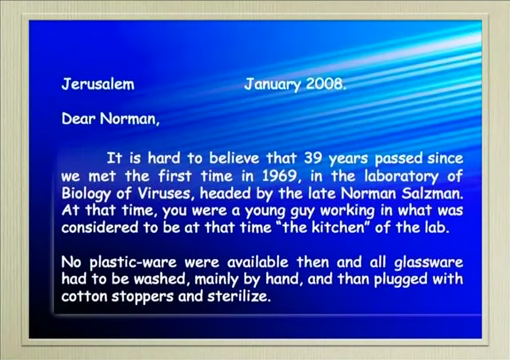 Jerusalem January 2008.
Dear Norman,
It is hard to believe that 39 years passed since
we met the first time in 1969, in the laboratory of
Biology of Viruses, headed by the late Norman Salzman.
At that time, you were a young guy working in what was
considered to be at that time “the kitchen” of the lab.
No plastic-ware were available then and all glassware
had to be washed, mainly by hand, and than plugged with
cotton stoppers and sterilize.